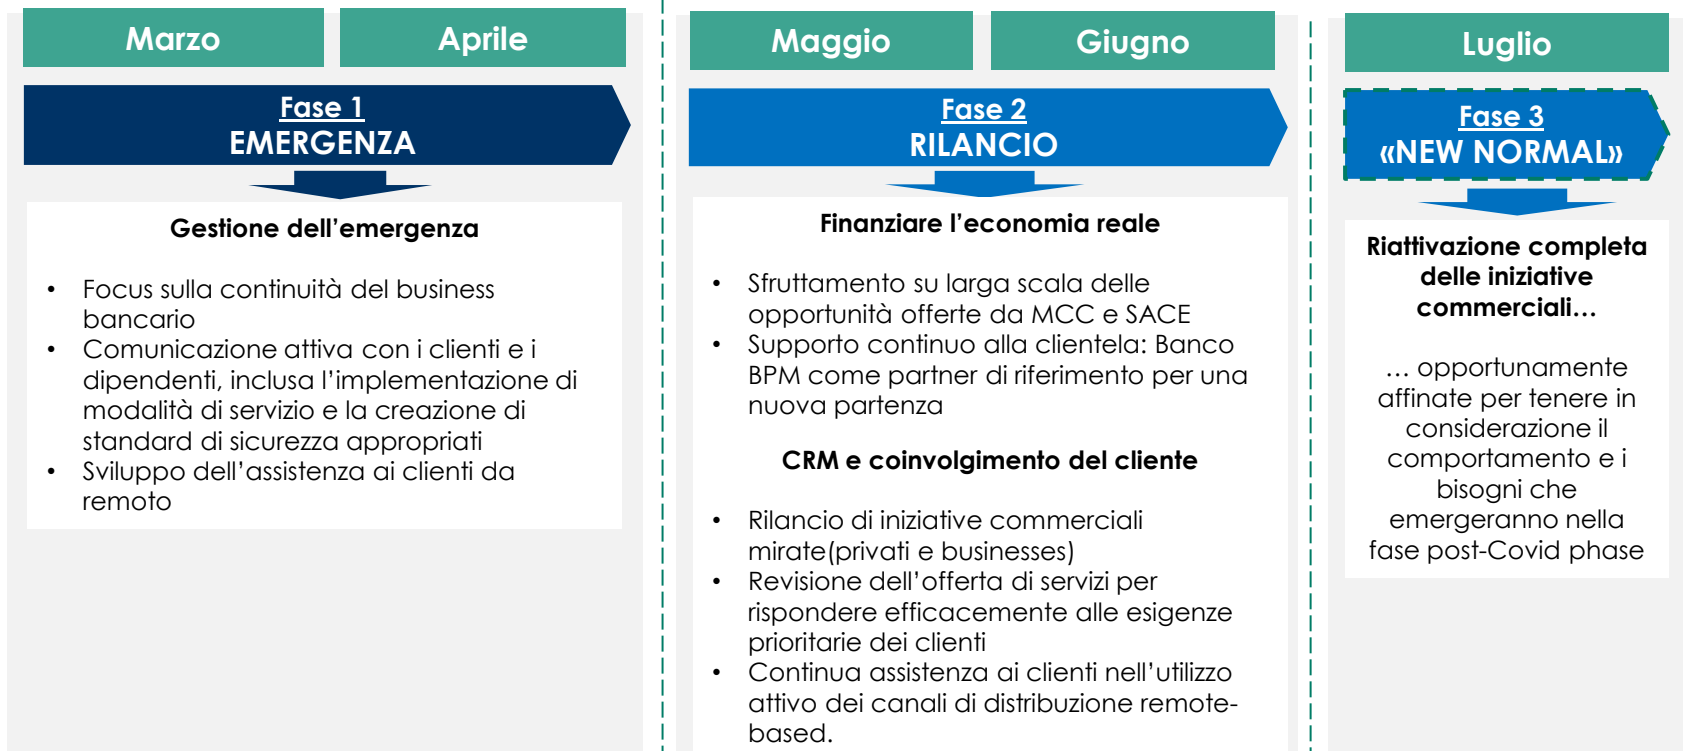 Marzo
Aprile
Fase 1
EMERGENZA
Gestione dell’emergenza
• Focus sulla continuità del business
bancario
• Comunicazione attiva con i clienti e i
dipendenti, inclusa l’implementazione di
modalità di servizio e la creazione di
standard di sicurezza appropriati
• Sviluppo dell’assistenza ai clienti da
remoto
Maggio
Giugno
Fase 2
RILANCIO
Finanziare l’economia reale
• Sfruttamento su larga scala delle
opportunità offerte da MCC e SACE
• Supporto continuo alla clientela: Banco
BPM come partner di riferimento per una
nuova partenza
CRM e coinvolgimento del cliente
• Rilancio di iniziative commerciali
mirate(privati e businesses)
• Revisione dell’offerta di servizi per
rispondere efficacemente alle esigenze
prioritarie dei clienti
• Continua assistenza ai clienti nell’utilizzo
attivo dei canali di distribuzione remote-
based.
Luglio
Fase 3
«NEW NORMAL»
Riattivazione completa
delle iniziative
commerciali…
… opportunamente
affinate per tenere in
considerazione il
comportamento e i
bisogni che
emergeranno nella
fase post-Covid phase